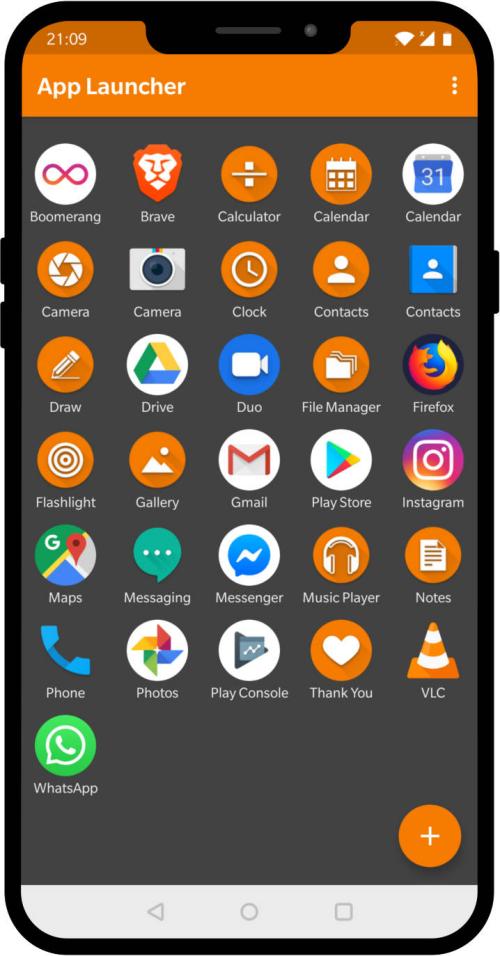 21:09
App Launcher
Boomerang Brave Calculator Calendar Calendar
31
Camera Camera Clock Contacts Contacts
Draw Drive Duo File Manager Firefox
Flashlight Gallery Gmail Play Store Instagram
G
Maps Messaging Messenger Music Player Notes
Phone Photos Play Console Thank You VLC
WhatsApp